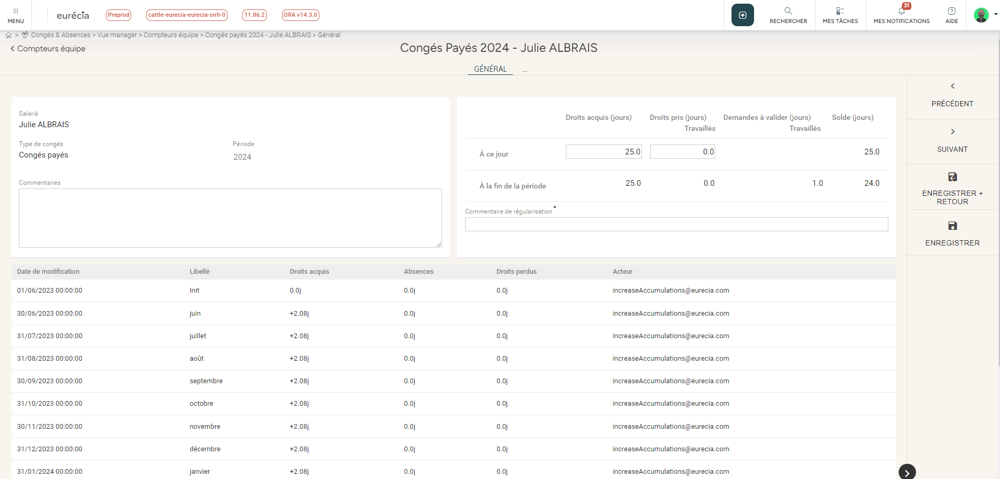 MENU
eurécia
Preprod
cattle-eurecia-eurecia-sirh-0
11.86.2
ORA v14.3.0
RECHERCHER
MES TÂCHES
31
MES NOTIFICATIONS
AIDE
> Congés & Absences > Vue manager > Compteurs équipe > Congés payés 2024 - Julie ALBRAIS > Général
Compteurs équipe
Congés Payés 2024 - Julie ALBRAIS
GÉNÉRAL
...
Salarié
Julie ALBRAIS
Type de congés
Congés payés
Période
2024
Commentaires
Droits acquis (jours) Droits pris (jours) Demandes à valider (jours) Solde (jours)
Travaillés Travaillés
À ce jour 25.0 0.0 25.0
À la fin de la période 25.0 0.0 1.0 24.0
Commentaire de régularisation *
PRÉCÉDENT
SUIVANT
ENREGISTRER +
RETOUR
ENREGISTRER
Date de modification Libellé Droits acquis Absences Droits perdus Acteur
01/06/2023 00:00:00 Init 0.0j 0.0j 0.0j increaseAccumulations@eurecia.com
30/06/2023 00:00:00 juin +2.08j 0.0j 0.0j increaseAccumulations@eurecia.com
31/07/2023 00:00:00 juillet +2.08j 0.0j 0.0j increaseAccumulations@eurecia.com
31/08/2023 00:00:00 août +2.08j 0.0j 0.0j increaseAccumulations@eurecia.com
30/09/2023 00:00:00 septembre +2.08j 0.0j 0.0j increaseAccumulations@eurecia.com
31/10/2023 00:00:00 octobre +2.08j 0.0j 0.0j increaseAccumulations@eurecia.com
30/11/2023 00:00:00 novembre +2.08j 0.0j 0.0j increaseAccumulations@eurecia.com
31/12/2023 00:00:00 décembre +2.08j 0.0j 0.0j increaseAccumulations@eurecia.com
31/01/2024 00:00:00 janvier +2.08j 0.0j 0.0j increaseAccumulations@eurecia.com